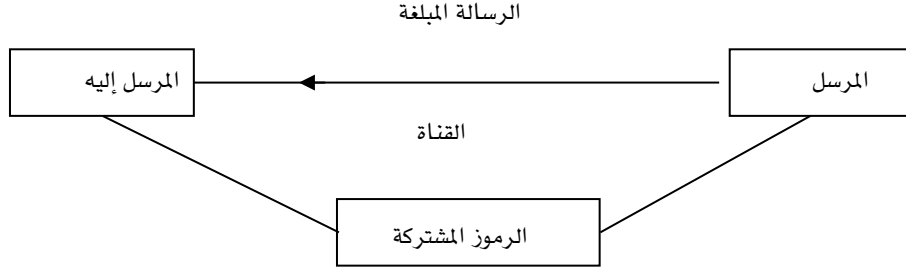 الرسالة المبلغة
المرسل
المرسل إليه
القناة
الرموز المشتركة